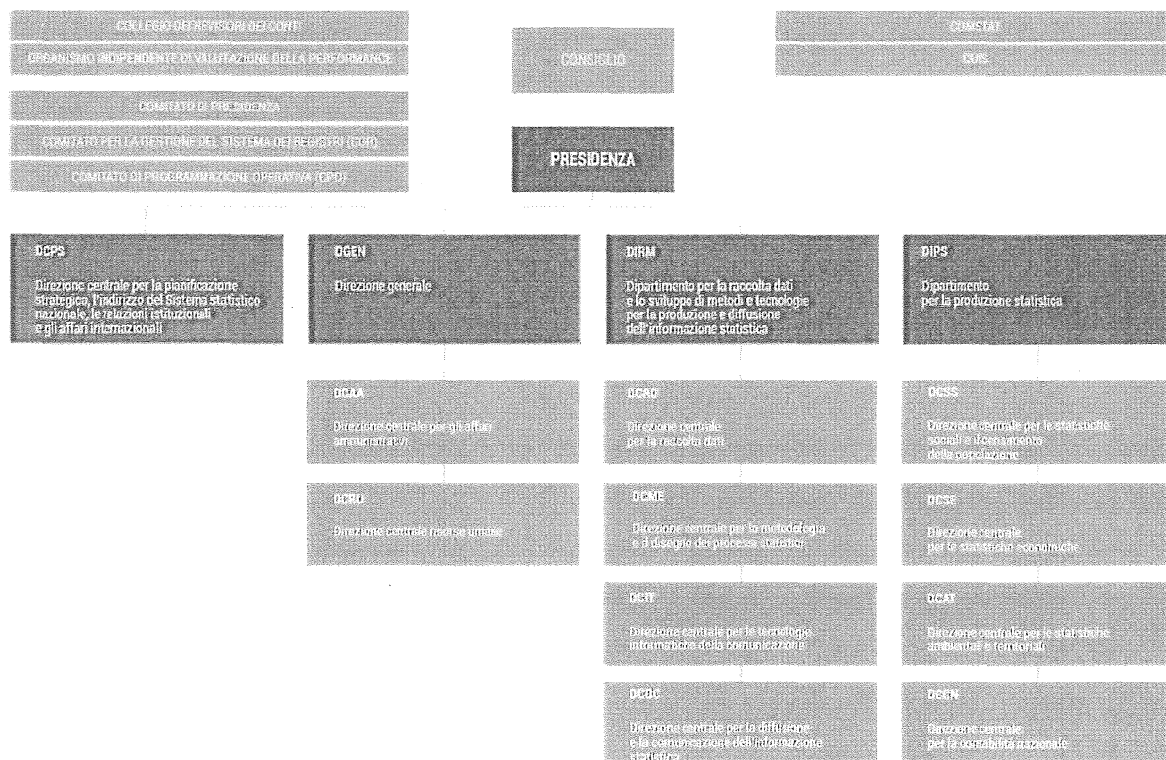 COLLEGIO DEI REVISORI DEI CONTI
ORGANISMO INDIPENDENTE DI VALUTAZIONE DELLA PERFORMANCE
COMITATO DI PRESIDENZA
COMITATO PER LA GESTIONE DEL SISTEMA DEI REGISTRI
COMITATO DI PROGRAMMAZIONE OPERATIVA
CONSIGLIO
PRESIDENZA
COMSTAT
CUIS
DCPS
Direzione centrale per la pianificazione
strategica, l'indirizzo del Sistema statistico
nazionale, le relazioni istituzionali
e gli affari internazionali
DGEN
Direzione generale
DCAA
Direzione centrale per gli affari
amministrativi
DCRU
Direzione centrale risorse umane
DIRM
Dipartimento per la raccolta dati
e lo sviluppo di metodi e tecnologie
per la produzione e diffusione
dell'informazione statistica
DCRD
Direzione centrale
per la raccolta dati
DCME
Direzione centrale per la metodologia
e il disegno dei processi statistici
DCIT
Direzione centrale per le tecnologie
informatiche della comunicazione
DCDC
Direzione centrale per la diffusione
e la comunicazione dell'informazione
statistica
DIPS
Dipartimento
per la produzione statistica
DCSS
Direzione centrale per le statistiche
sociali e il censimento
della popolazione
DCSE
Direzione centrale
per le statistiche economiche
DCAT
Direzione centrale per le statistiche
ambientali e territoriali
DCCN
Direzione centrale
per la contabilità nazionale